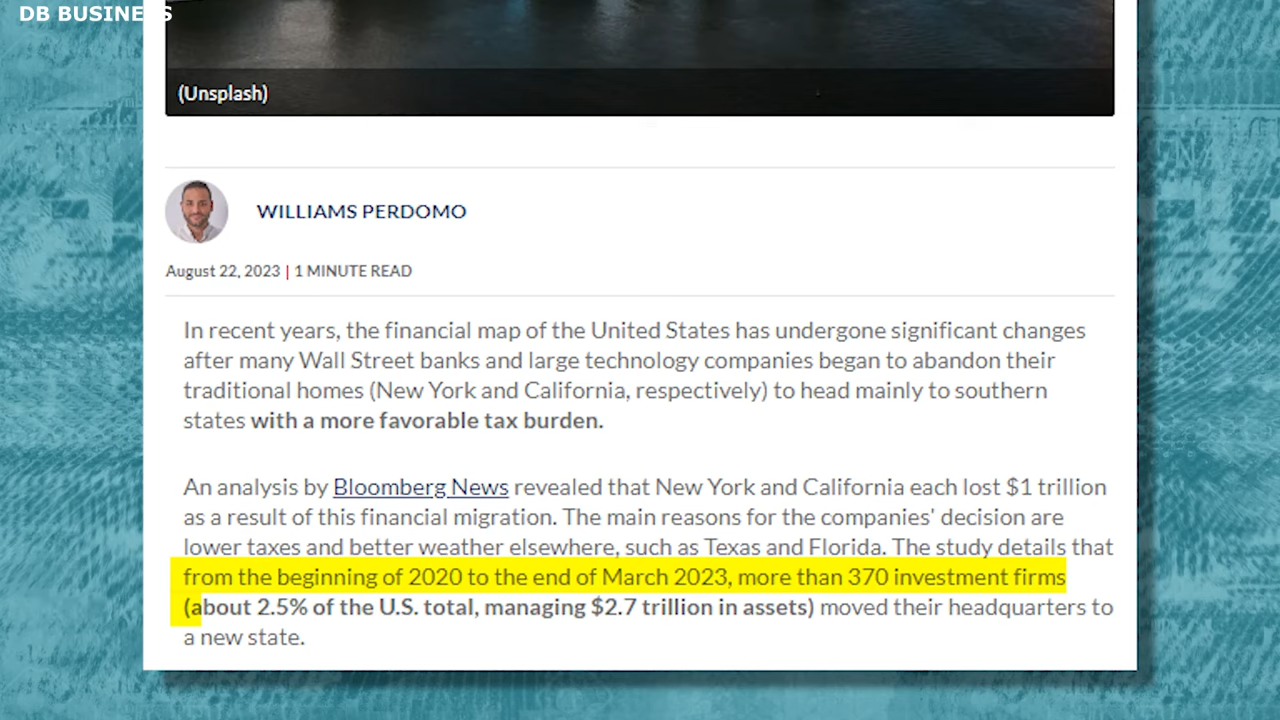 DB BUSINESS
(Unsplash)
WILLIAMS PERDOMO
August 22, 2023 | 1 MINUTE READ
In recent years, the financial map of the United States has undergone significant changes
after many Wall Street banks and large technology companies began to abandon their
traditional homes (New York and California, respectively) to head mainly to southern
states with a more favorable tax burden.
An analysis by Bloomberg News revealed that New York and California each lost $1 trillion
as a result of this financial migration. The main reasons for the companies' decision are
lower taxes and better weather elsewhere, such as Texas and Florida. The study details that
from the beginning of 2020 to the end of March 2023, more than 370 investment firms
(about 2.5% of the U.S. total, managing $2.7 trillion in assets) moved their headquarters to
a new state.